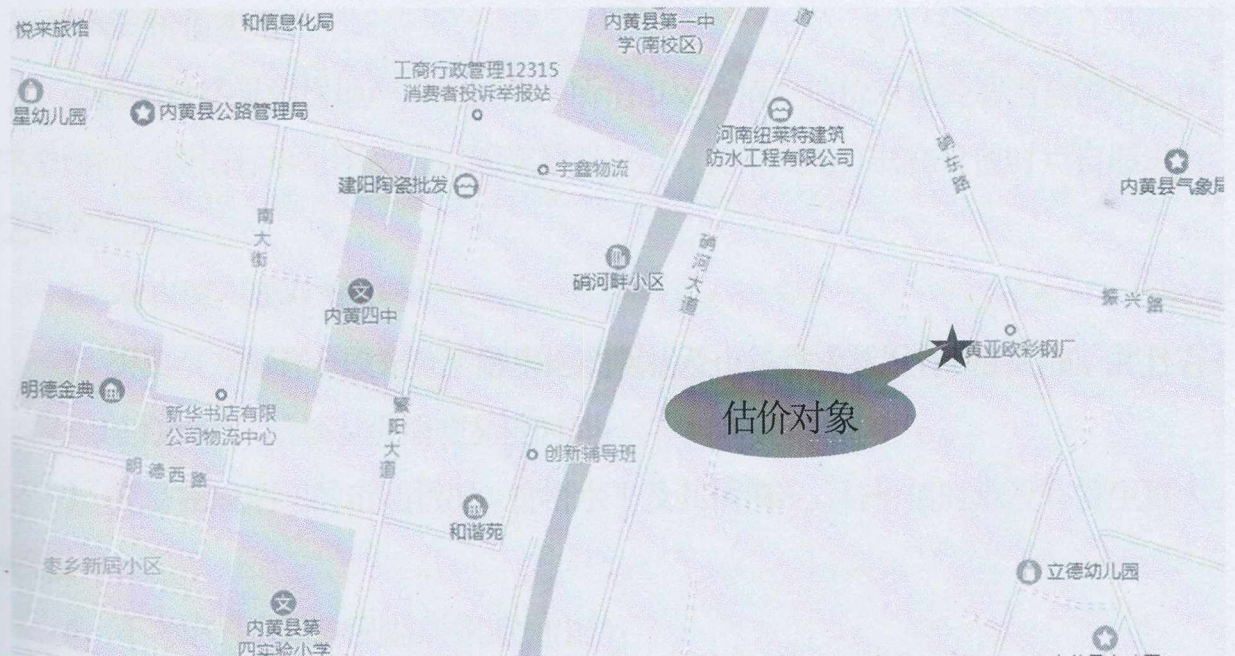 悦来旅馆
和信息化局
内黄县第一中
学(南校区)
道
工商行政管理12315
消费者投诉举报站
星幼儿园
内黄县公路管理局
河南纽莱特建筑
防水工程有限公司
宇鑫物流
建阳陶瓷批发
内黄县气象局
南大街
硝河畔小区
硝河大道
内黄四中
振兴路
黄亚欧彩钢厂
估价对象
明德金典
新华书店有限
公司物流中心
繁阳大道
创新辅导班
明德西路
和谐苑
枣乡新居小区
立德幼儿园
内黄县第
四实验小学